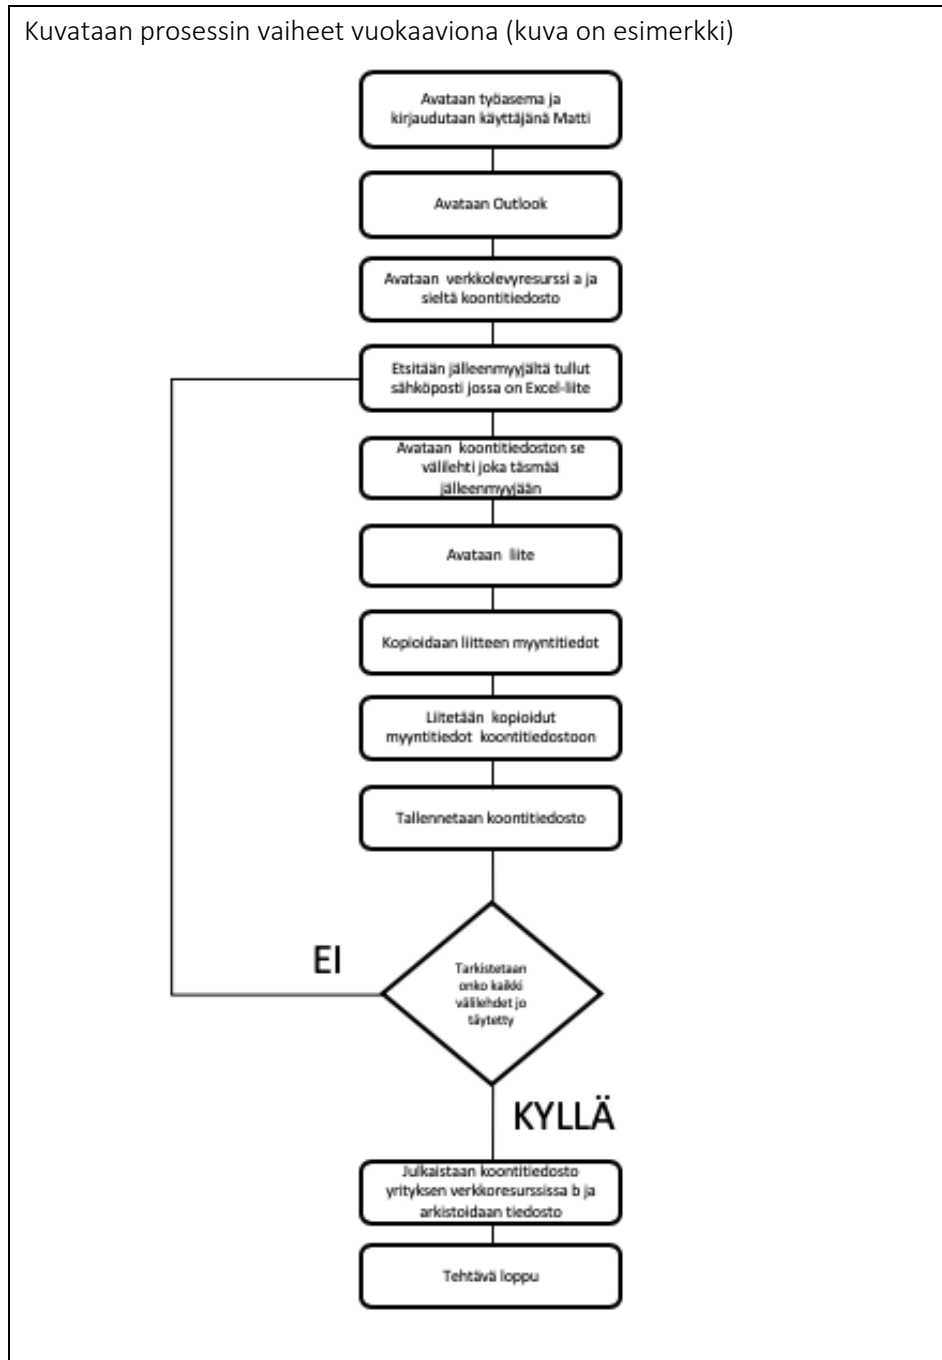 Kuvataan prosessin vaiheet vuokaaviona (kuva on esimerkki)
Avataan työasema ja
kirjaudutaan käyttäjänä Matti
Avataan Outlook
Avataan verkkolevyresurssi a ja
sieltä koontitiedosto
Etsitään jälleenmyyjältä tullut
sähköposti jossa on Excel-liite
Avataan koontitiedoston se
välilehti joka täsmää
jälleenmyyjään
Avataan liite
Kopioidaan liitteen myyntitiedot
Liitetään kopioidut
myyntitiedot koontitiedostoon
Tallennetaan koontitiedosto
EI
Tarkistetaan
onko kaikki
välilehdet jo
täytetty
KYLLÄ
Julkaistaan koontitiedosto
yrityksen verkkoresurssissa b ja
arkistoidaan tiedosto
Tehtävä loppu